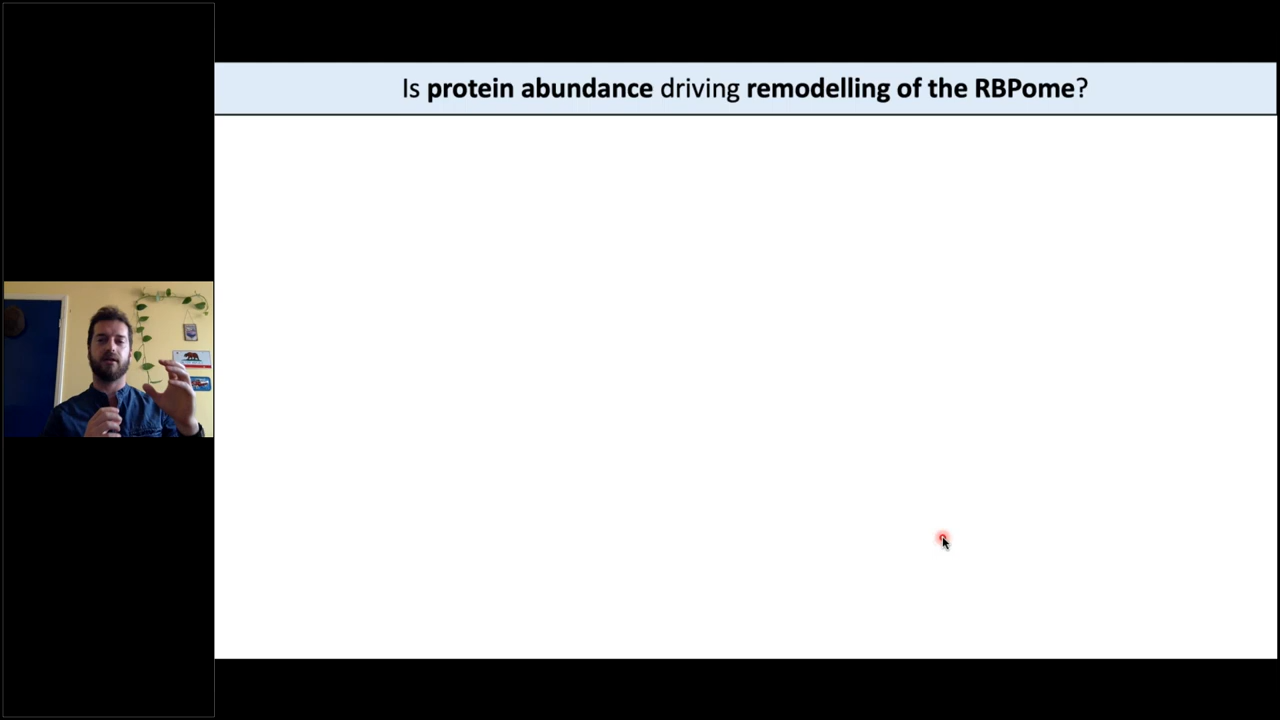 Is protein abundance driving remodelling of the RBPome?